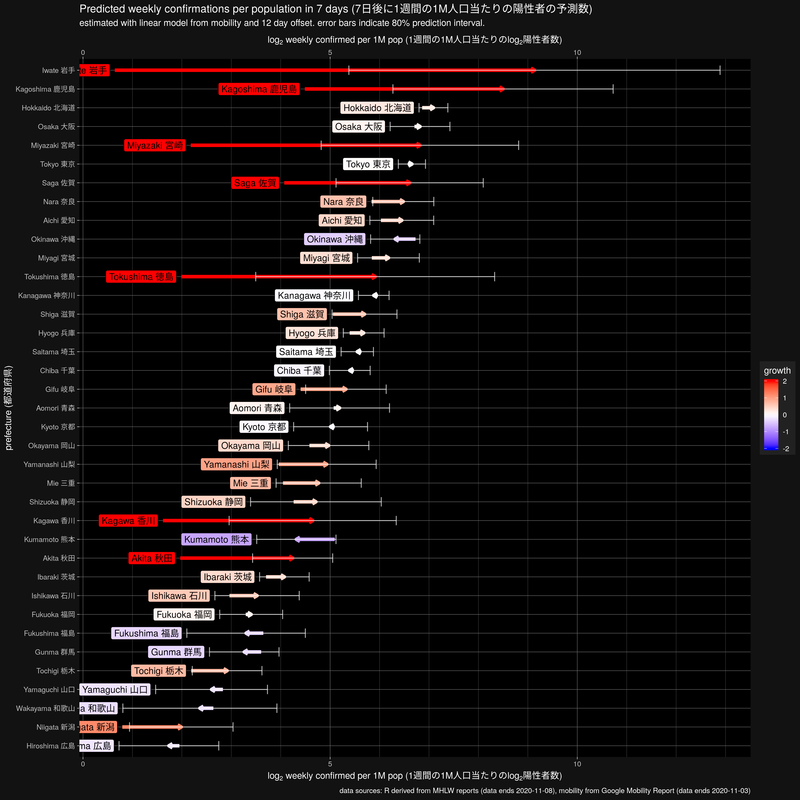 Predicted weekly confirmations per population in 7 days (7日後に1週間の1M人口当たりの陽性者の予測数)
estimated with linear model from mobility and 12 day offset. error bars indicate 80% prediction interval.
log2 weekly confirmed per 1M pop (1週間の1M人口当たりのlog2陽性者数)
0 5 10
Iwate 岩手 e 岩手
Kagoshima 鹿児島 Kagoshima 鹿児島
Hokkaido 北海道 Hokkaido 北海道
Osaka 大阪 Osaka 大阪
Miyazaki 宮崎 Miyazaki 宮崎
Tokyo 東京 Tokyo 東京
Saga 佐賀 Saga 佐賀
Nara 奈良 Nara 奈良
Aichi 愛知 Aichi 愛知
Okinawa 沖縄 Okinawa 沖縄
Miyagi 宮城 Miyagi 宮城
Tokushima 徳島 Tokushima 徳島
Kanagawa 神奈川 Kanagawa 神奈川
Shiga 滋賀 Shiga 滋賀
Hyogo 兵庫 Hyogo 兵庫
Saitama 埼玉 Saitama 埼玉
Chiba 千葉 Chiba 千葉
Gifu 岐阜 Gifu 岐阜
Aomori 青森 Aomori 青森
Kyoto 京都 Kyoto 京都
Okayama 岡山 Okayama 岡山
Yamanashi 山梨 Yamanashi 山梨
Mie 三重 Mie 三重
Shizuoka 静岡 Shizuoka 静岡
Kagawa 香川 Kagawa 香川
Kumamoto 熊本 Kumamoto 熊本
Akita 秋田 Akita 秋田
Ibaraki 茨城 Ibaraki 茨城
Ishikawa 石川 Ishikawa 石川
Fukuoka 福岡 Fukuoka 福岡
Fukushima 福島 Fukushima 福島
Gunma 群馬 Gunma 群馬
Tochigi 栃木 Tochigi 栃木
Yamaguchi 山口 Yamaguchi 山口
Wakayama 和歌山 a 和歌山
Niigata 新潟 ata 新潟
Hiroshima 広島 ma 広島
prefecture (都道府県)
growth
2
1
0
-1
-2
0 5 10
log2 weekly confirmed per 1M pop (1週間の1M人口当たりのlog2陽性者数)
data sources: R derived from MHLW reports (data ends 2020-11-08), mobility from Google Mobility Report (data ends 2020-11-03)